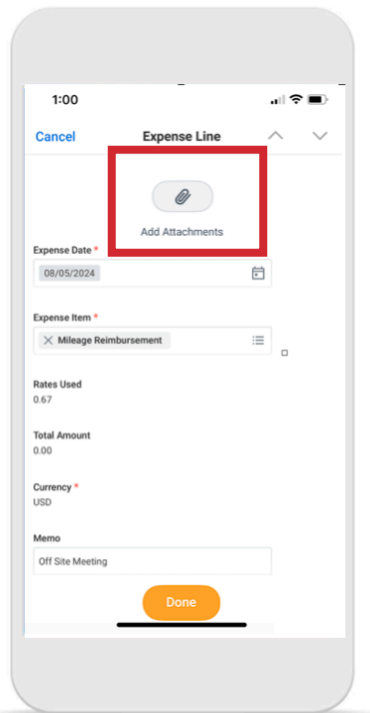 1:00
Cancel Expense Line
Add Attachments
Expense Date *
08/05/2024
Expense Item *
Mileage Reimbursement
Rates Used
0.67
Total Amount
0.00
Currency *
USD
Memo
Off Site Meeting
Done